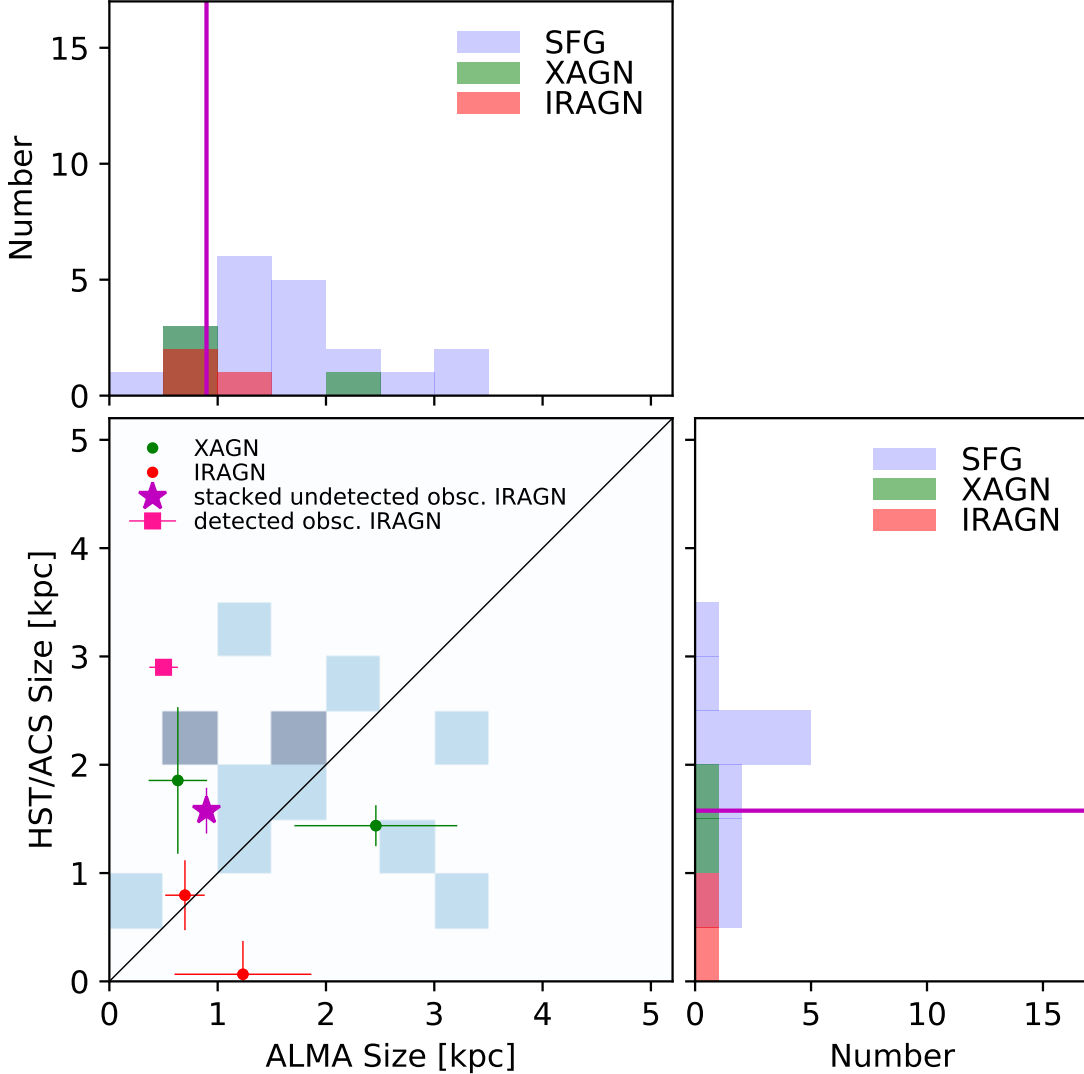 15
10
5
0
Number
SFG
XAGN
IRAGN
5
4
3
2
1
0
HST/ACS Size [kpc]
XAGN
IRAGN
stacked undetected obsc. IRAGN
detected obsc. IRAGN
0 1 2 3 4 5
ALMA Size [kpc]
SFG
XAGN
IRAGN
0 5 10 15
Number